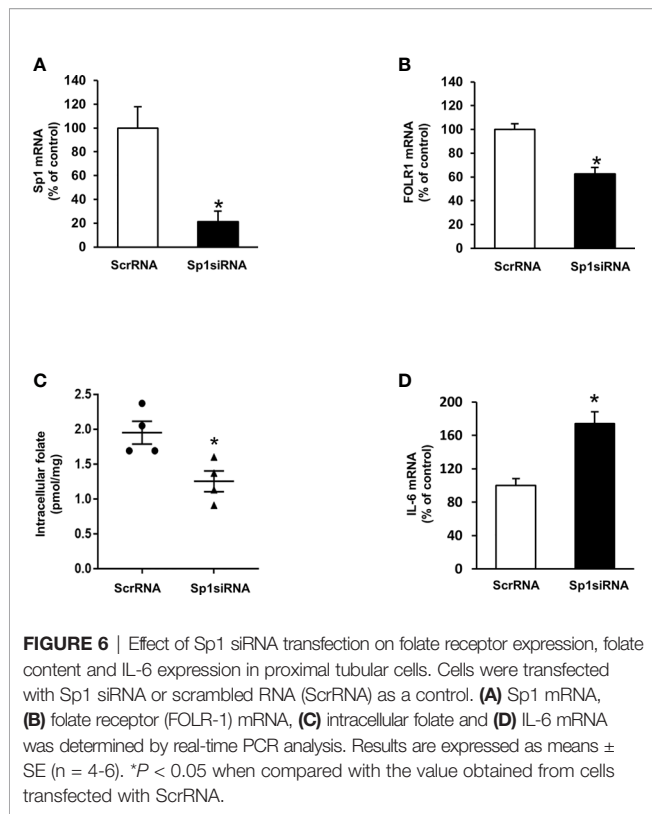 A
140
120
100
80
60
40
20
0
Sp1 mRNA
(% of control)
*
ScrRNA Sp1siRNA
B
140
120
100
80
60
40
20
0
FOLR1 mRNA
(% of control)
*
ScrRNA Sp1siRNA
C
2.5
2.0
1.5
1.0
0.5
0.0
Intracellular folate
(pmol/mg)
*
ScrRNA Sp1siRNA
D
200
160
120
80
40
0
IL-6 mRNA
(% of control)
*
ScrRNA Sp1siRNA
FIGURE 6 | Effect of Sp1 siRNA transfection on folate receptor expression, folate
content and IL-6 expression in proximal tubular cells. Cells were transfected
with Sp1 siRNA or scrambled RNA (ScrRNA) as a control. (A) Sp1 mRNA,
(B) folate receptor (FOLR-1) mRNA, (C) intracellular folate and (D) IL-6 mRNA
was determined by real-time PCR analysis. Results are expressed as means ±
SE (n = 4-6). *P < 0.05 when compared with the value obtained from cells
transfected with ScrRNA.